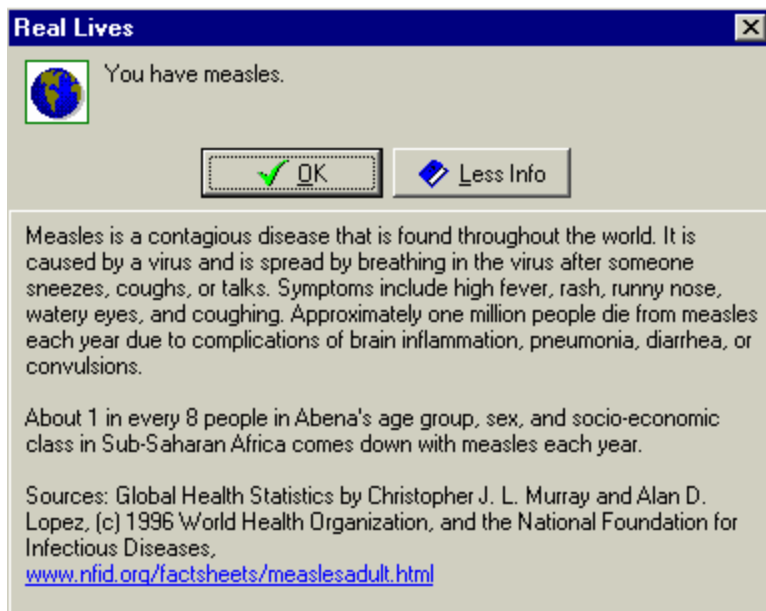 Real Lives
You have measles.
OK
Less Info
Measles is a contagious disease that is found throughout the world. It is
caused by a virus and is spread by breathing in the virus after someone
sneezes, coughs, or talks. Symptoms include high fever, rash, runny nose,
watery eyes, and coughing. Approximately one million people die from measles
each year due to complications of brain inflammation, pneumonia, diarrhea, or
convulsions.
About 1 in every 8 people in Abena's age group, sex, and socio-economic
class in Sub-Saharan Africa comes down with measles each year.
Sources: Global Health Statistics by Christopher J. L. Murray and Alan D.
Lopez, (c) 1996 World Health Organization, and the National Foundation for
Infectious Diseases,
www.nfid.org/factsheets/measlesadult.html